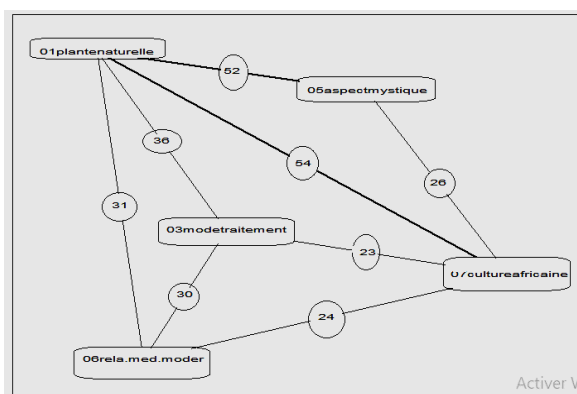 01plantenaturelle
52
05aspectmystique
36
54
26
31
03modetraitement
23
07cultureafricaine
30
24
06rela.med.moder
Activer W